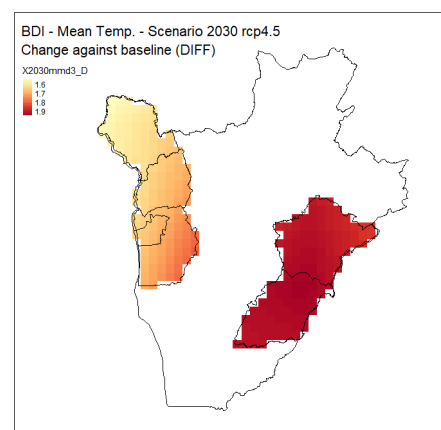 BDI - Mean Temp. - Scenario 2030 rcp4.5
Change against baseline (DIFF)
X2030mmd3_D
1.6
1.7
1.8
1.9